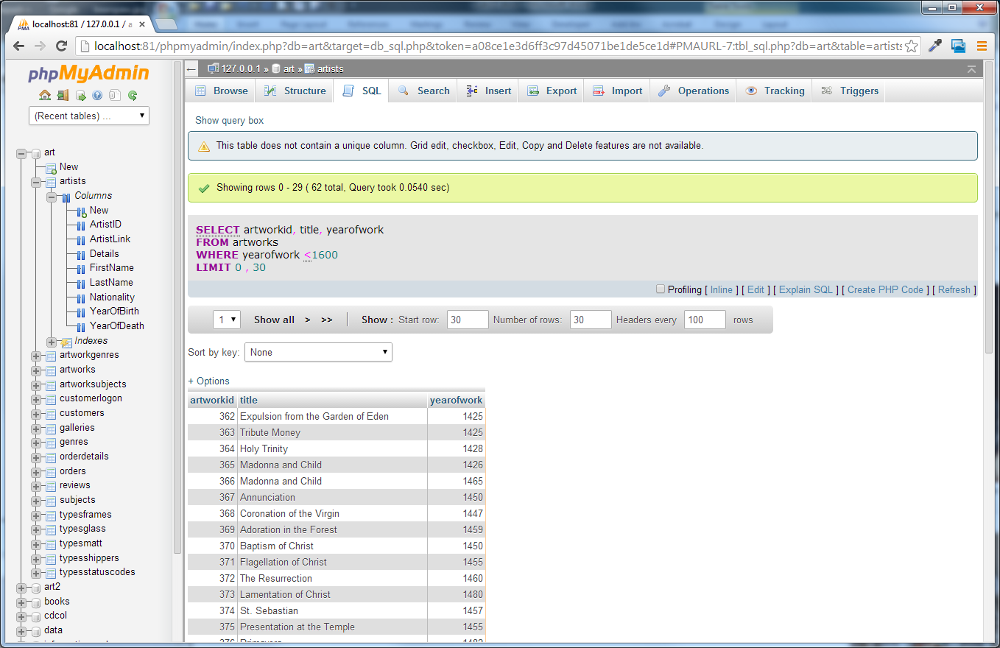 localhost:81 / 127.0.0.1 / a
localhost:81/phpmyadmin/index.php?db=art&target=db_sql.php&token=a08ce1e3d6ff3c97d45071be1de5ce1d#PMAURL-7:tbl_sql.php?db=art&table=artists
phpMyAdmin
(Recent tables) ...
art
New
artists
Columns
New
ArtistID
ArtistLink
Details
FirstName
LastName
Nationality
YearOfBirth
YearOfDeath
Indexes
artworkgenres
artworks
artworksubjects
customerlogon
customers
galleries
genres
orderdetails
orders
reviews
subjects
typesframes
typesglass
typesmatt
typesshippers
typesstatuscodes
art2
books
cdcol
data
127.0.0.1 » art » artists
Browse Structure SQL Search Insert Export Import Operations Tracking Triggers
Show query box
This table does not contain a unique column. Grid edit, checkbox, Edit, Copy and Delete features are not available.
Showing rows 0 - 29 ( 62 total, Query took 0.0540 sec)
SELECT artworkid, title, yearofwork
FROM artworks
WHERE yearofwork <1600
LIMIT 0 , 30
Profiling [ Inline ] [ Edit ] [ Explain SQL ] [ Create PHP Code ] [ Refresh ]
1 Show all > >> Show : Start row: 30 Number of rows: 30 Headers every 100 rows
Sort by key: None
+ Options
artworkid title yearofwork
362 Expulsion from the Garden of Eden 1425
363 Tribute Money 1425
364 Holy Trinity 1428
365 Madonna and Child 1426
366 Madonna and Child 1465
367 Annunciation 1450
368 Coronation of the Virgin 1447
369 Adoration in the Forest 1459
370 Baptism of Christ 1450
371 Flagellation of Christ 1455
372 The Resurrection 1460
373 Lamentation of Christ 1480
374 St. Sebastian 1457
375 Presentation at the Temple 1455